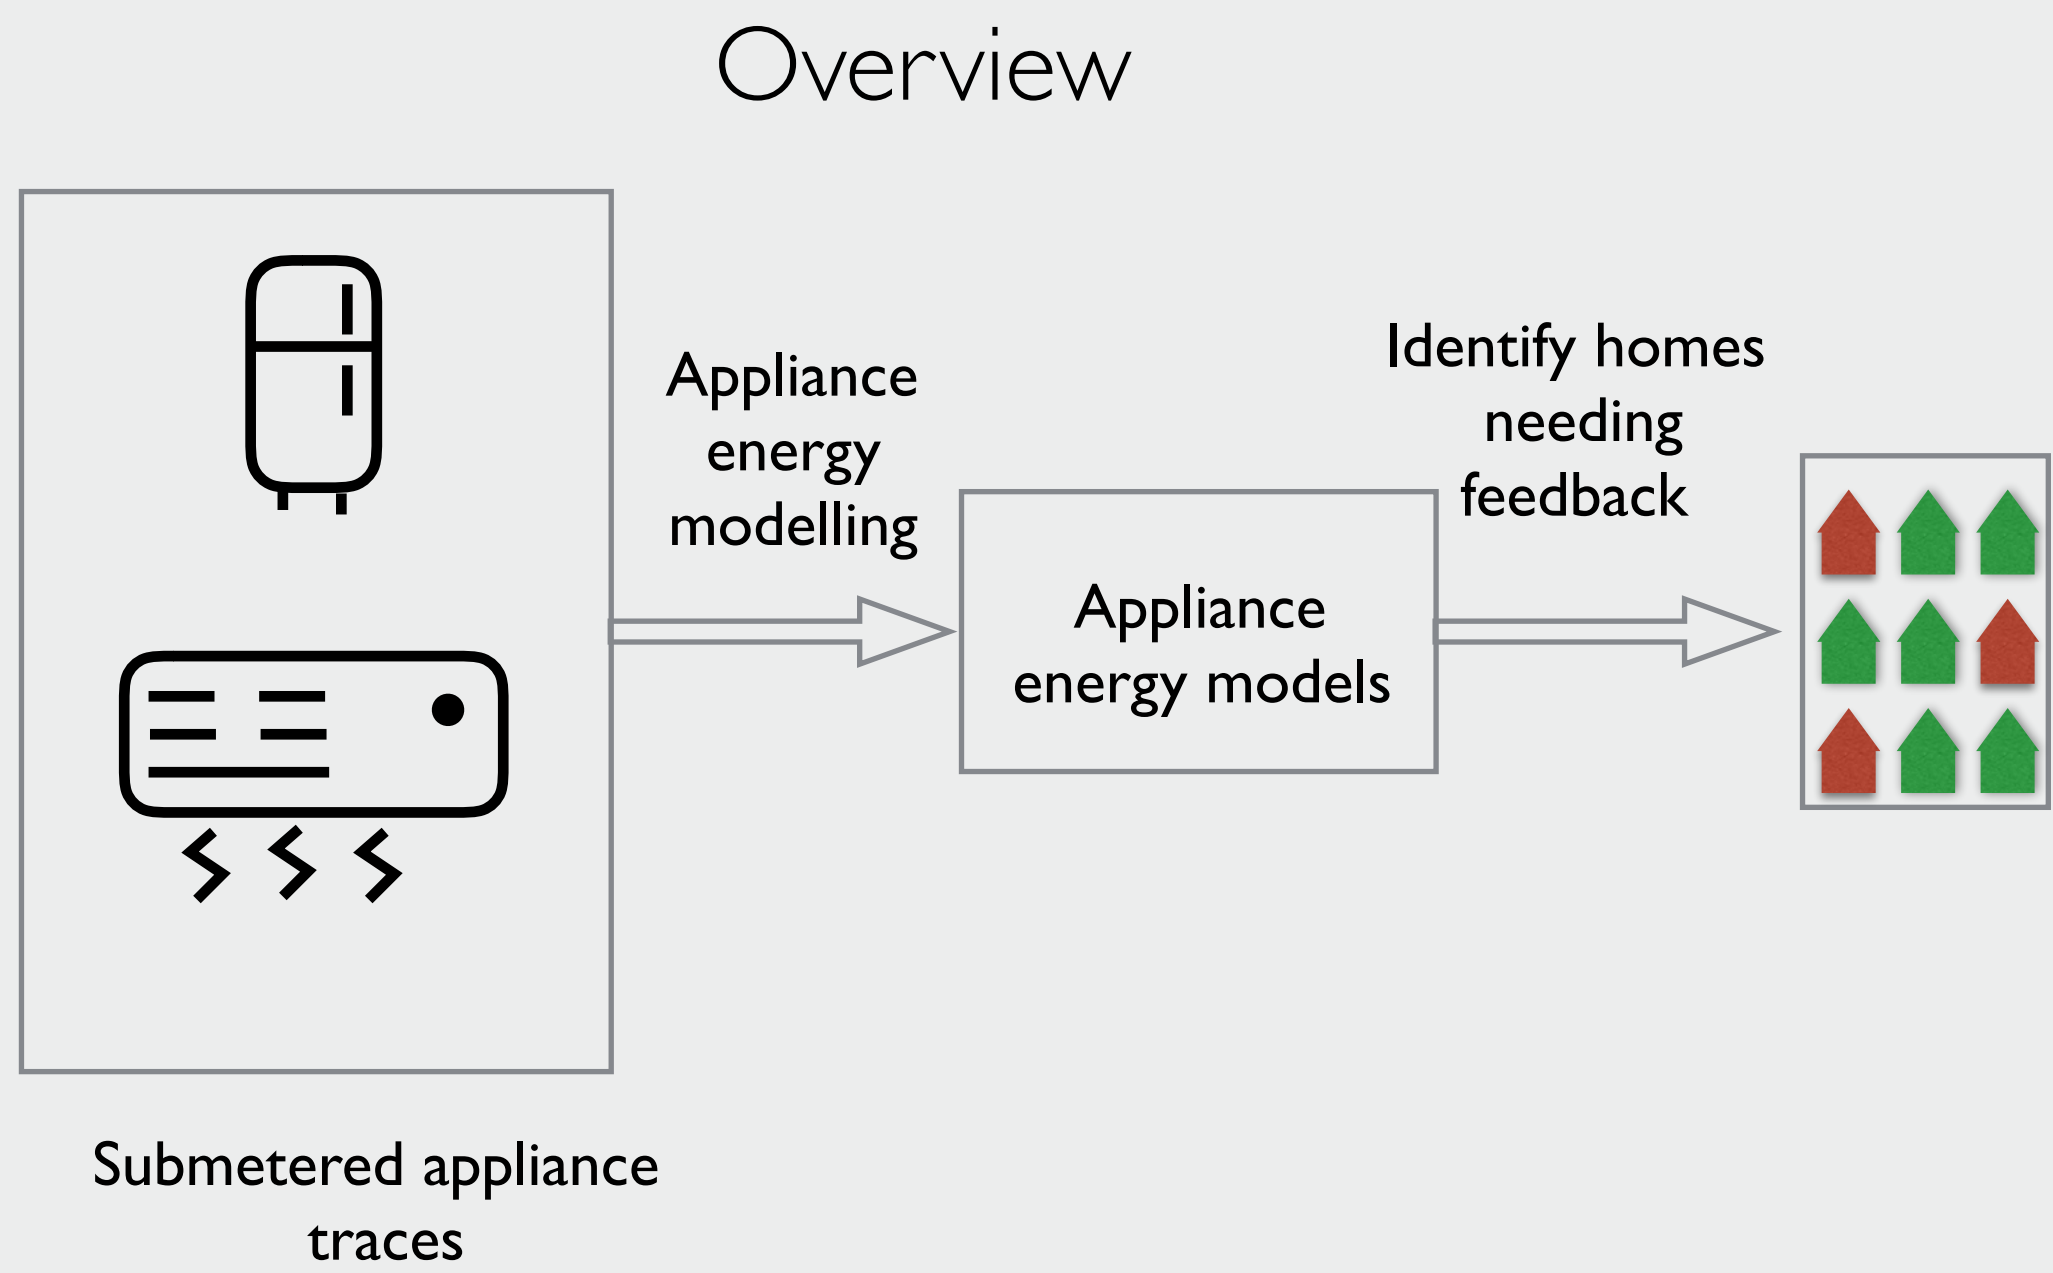 Overview
Appliance
energy
modelling
Identify homes
needing
feedback
Appliance
energy models
Submetered appliance
traces